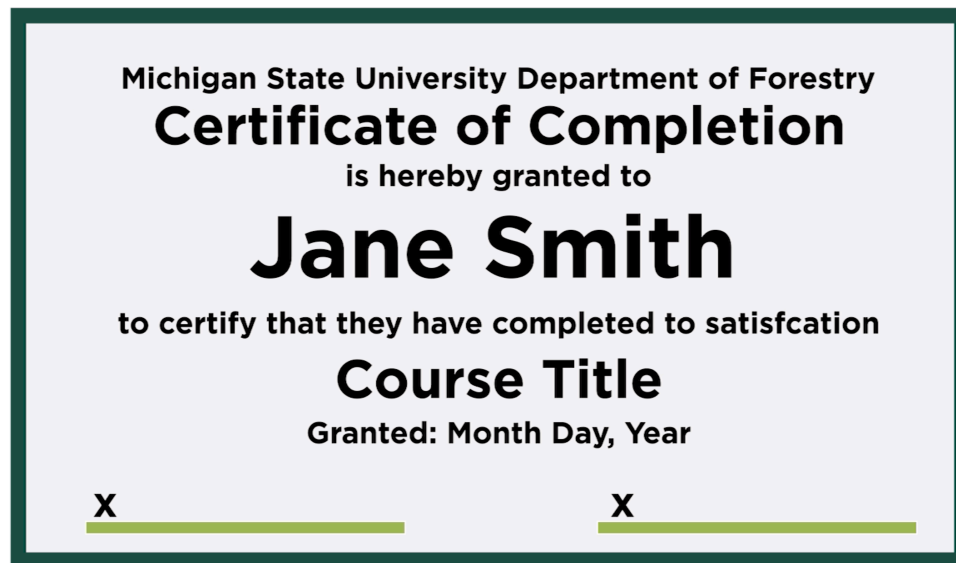 Michigan State University Department of Forestry
Certificate of Completion
is hereby granted to
Jane Smith
to certify that they have completed to satisfcation
Course Title
Granted: Month Day, Year
X X